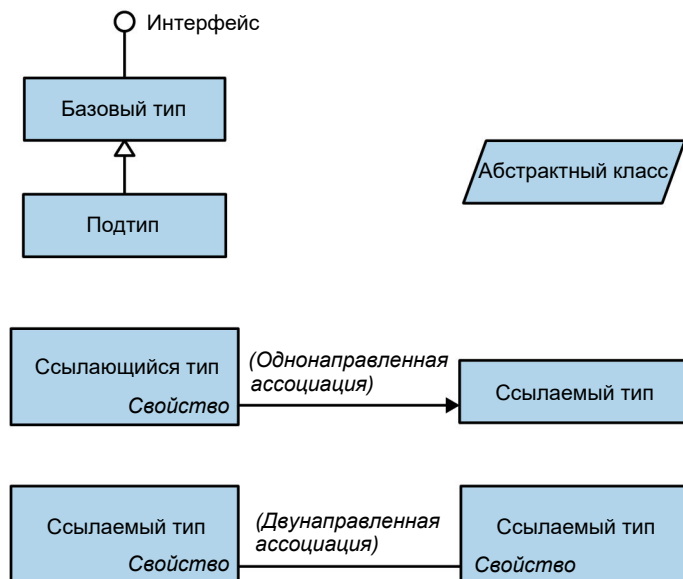 Интерфейс
Базовый тип
Абстрактный класс
Подтип
Ссылающийся тип
Свойство
(Однонаправленная
ассоциация)
Ссылаемый тип
Ссылаемый тип
Свойство
(Двунаправленная
ассоциация)
Ссылаемый тип
Свойство